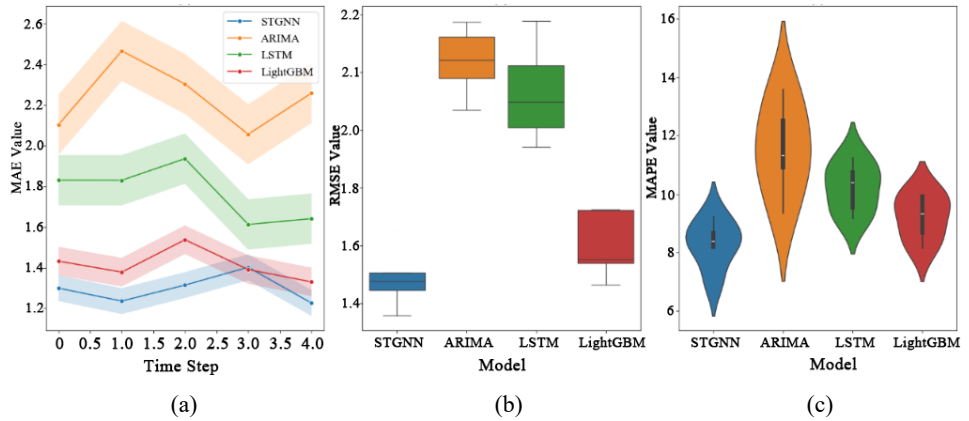 STGNN
ARIMA
LSTM
LightGBM
2.6
2.4
2.2
2.0
1.8
1.6
1.4
1.2
MAE Value
0 0.5 1.0 1.5 2.0 2.5 3.0 3.5 4.0
Time Step
(a)
2.2
2.1
2.0
1.6
1.4
RMSE Value
STGNN ARIMA LSTM LightGBM
Model
(b)
16
14
12
10
8
6
MAPE Value
STGNN ARIMA LSTM LightGBM
Model
(c)